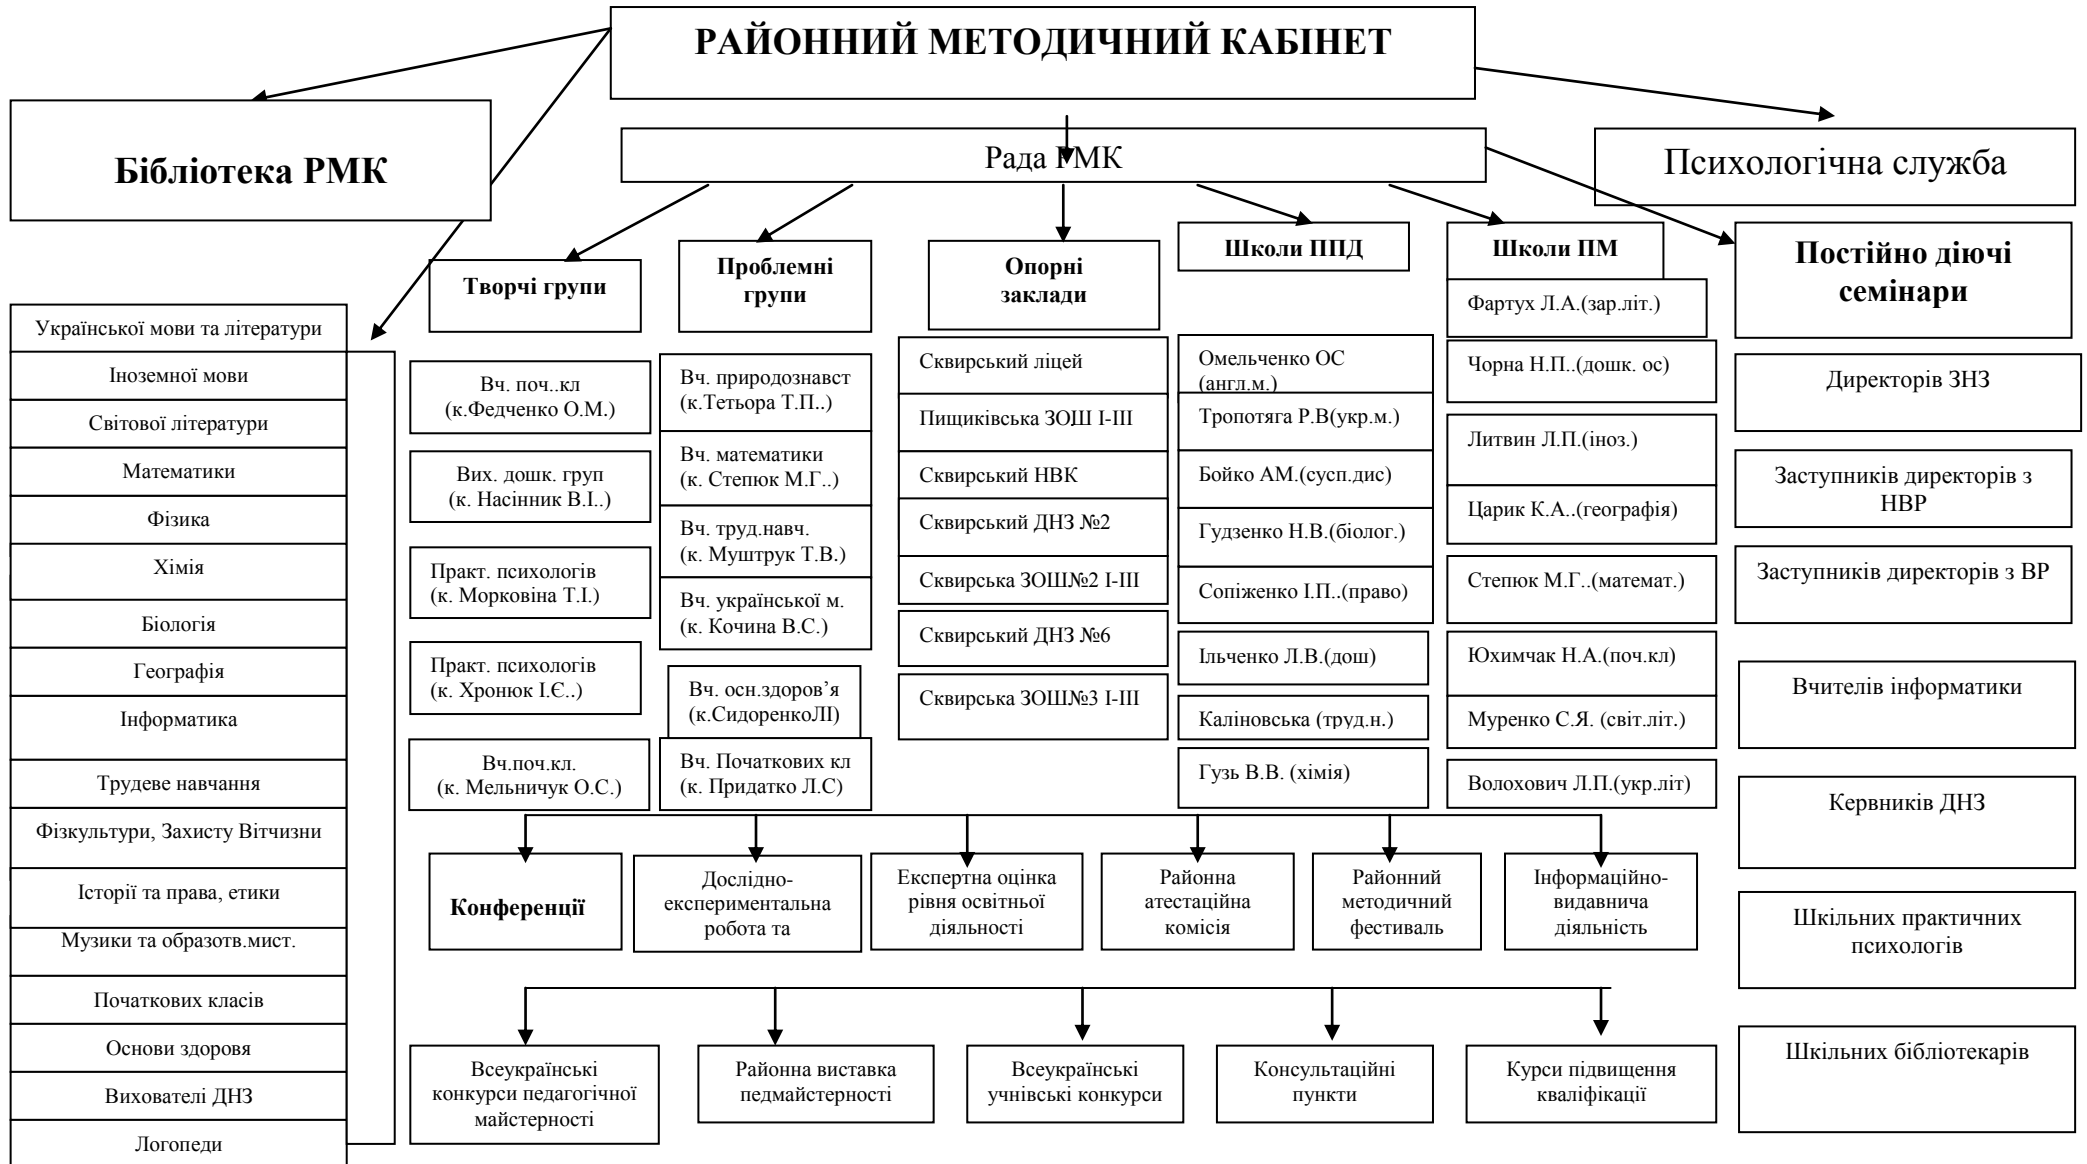 РАЙОННИЙ МЕТОДИЧНИЙ КАБІНЕТ
Бібліотека РМК
Рада РМК
Психологічна служба
Творчі групи
Проблемні
групи
Опорні
заклади
Школи ППД
Школи ПМ
Постійно діючі
семінари
Української мови та літератури
Іноземної мови
Світової літератури
Математики
Фізика
Хімія
Біологія
Географія
Інформатика
Трудеве навчання
Фізкультури, Захисту Вітчизни
Історії та права, етики
Музики та образотв.мист.
Початкових класів
Основи здоровя
Вихователі ДНЗ
Логопеди
Вч. поч..кл
(к.Федченко О.М.)
Вих. дошк. груп
(к. Насінник В.І..)
Практ. психологів
(к. Морковіна Т.І.)
Практ. психологів
(к. Хронюк І.Є..)
Вч.поч.кл.
(к. Мельничук О.С.)
Вч. природознавст
(к.Тетьора Т.П..)
Вч. математики
(к. Степюк М.Г..)
Вч. труд.навч.
(к. Муштрук Т.В.)
Вч. української м.
(к. Кочина В.С.)
Вч. осн.здоров’я
(к.СидоренкоЛІ)
Вч. Початкових кл
(к. Придатко Л.С)
Сквирський ліцей
Пищиківська ЗОШ І-ІІІ
Сквирський НВК
Сквирський ДНЗ №2
Сквирська ЗОШ№2 І-ІІІ
Сквирський ДНЗ №6
Сквирська ЗОШ№3 І-ІІІ
Омельченко ОС
(англ.м.)
Тропотяга Р.В(укр.м.)
Бойко АМ.(сусп.дис)
Гудзенко Н.В.(біолог.)
Сопіженко І.П..(право)
Ільченко Л.В.(дош)
Каліновська (труд.н.)
Гузь В.В. (хімія)
Фартух Л.А.(зар.літ.)
Чорна Н.П..(дошк. ос)
Литвин Л.П.(іноз.)
Царик К.А..(географія)
Степюк М.Г..(математ.)
Юхимчак Н.А.(поч.кл)
Муренко С.Я. (світ.літ.)
Волохович Л.П.(укр.літ)
Директорів ЗНЗ
Заступників директорів з
НВР
Заступників директорів з ВР
Вчителів інформатики
Кервників ДНЗ
Шкільних практичних
психологів
Шкільних бібліотекарів
Конференції
Дослідно-
експериментальна
робота та
Експертна оцінка
рівня освітньої
діяльності
Районна
атестаційна
комісія
Районний
методичний
фестиваль
Інформаційно-
видавнича
діяльність
Всеукраїнські
конкурси педагогічної
майстерності
Районна виставка
педмайстерності
Всеукраїнські
учнівські конкурси
Консультаційні
пункти
Курси підвищення
кваліфікації